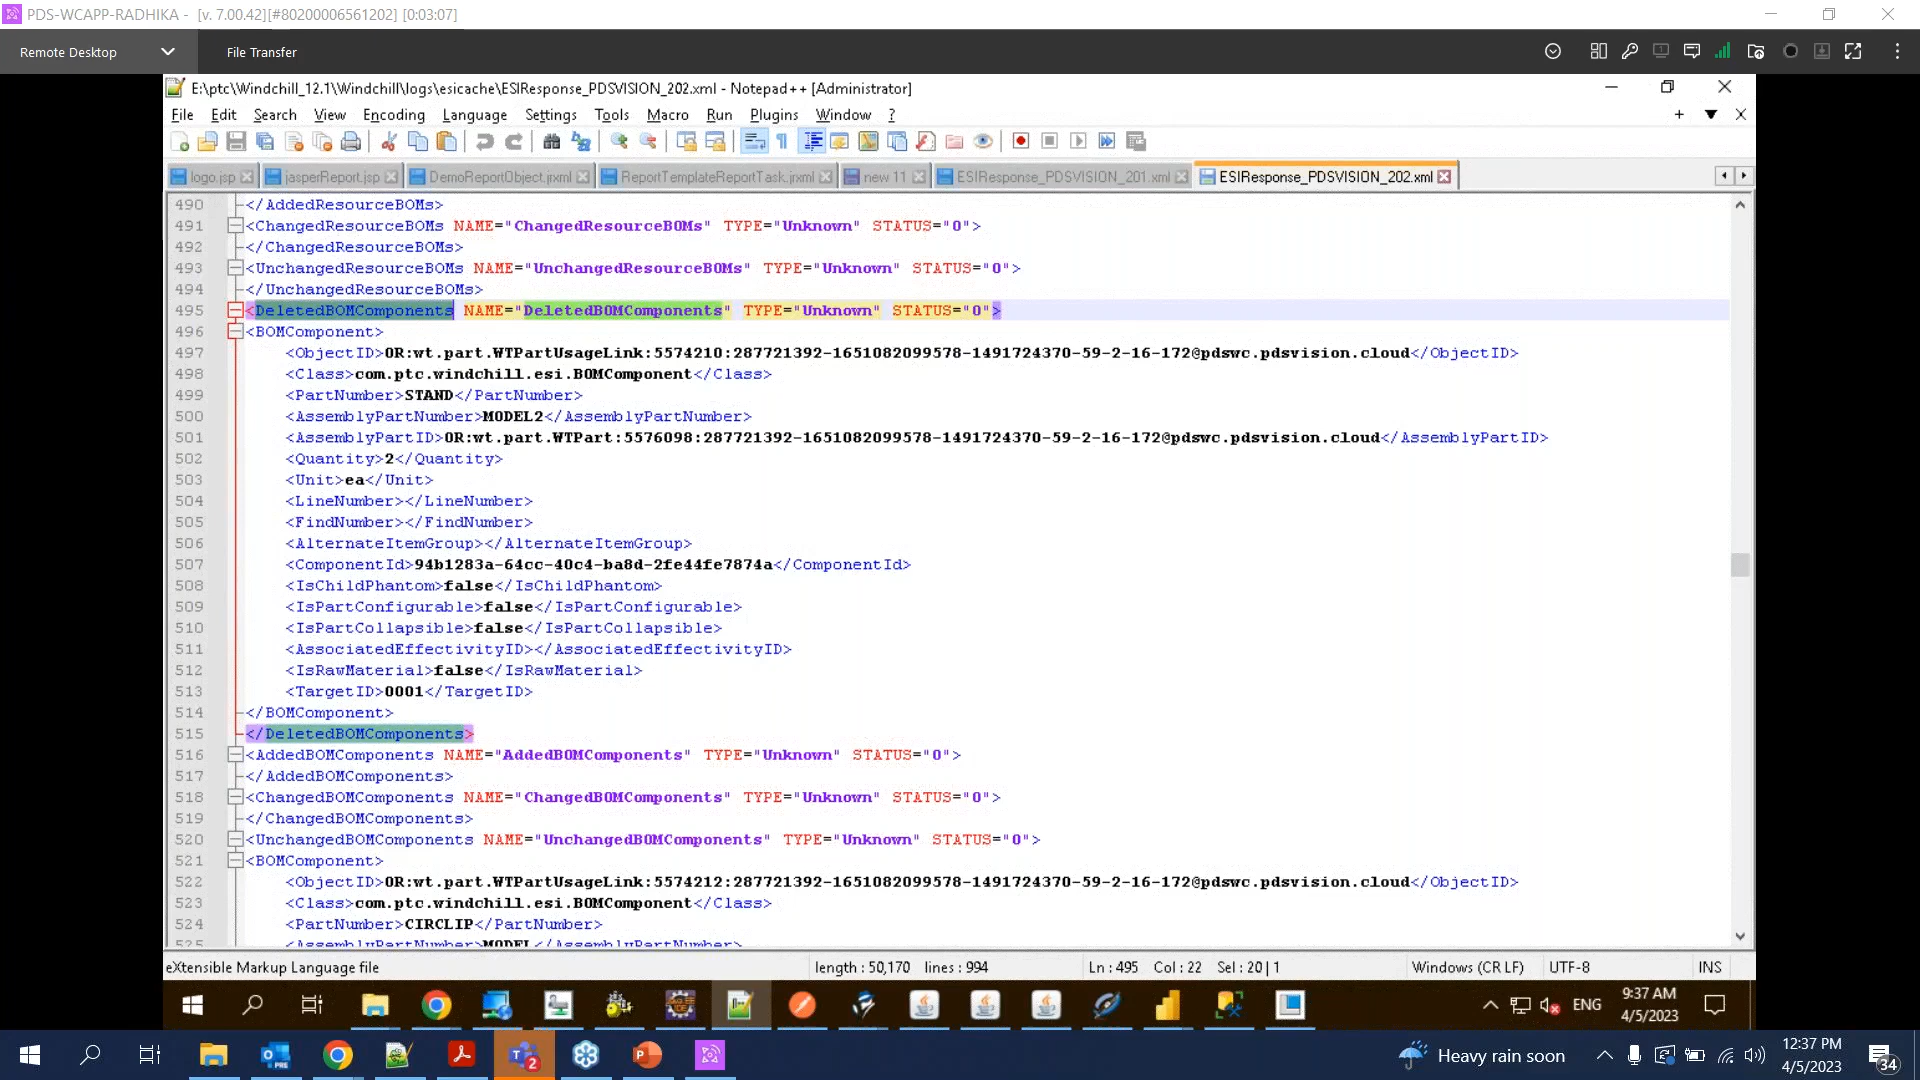 PDS-WCAPP-RADHIKA - [v. 7.00.42][#80200006561202] [0:03:07]
Remote Desktop File Transfer
E:\ptc\Windchill_12.1\Windchill\logs\esicache\ESIResponse_PDSVISION_202.xml - Notepad++ [Administrator]
File Edit Search View Encoding Language Settings Tools Macro Run Plugins Window ?
logo.jsp jasperReport.jsp DemoReportObject.jrxml ReportTemplateReportTask.jrxml new 11 ESIResponse_PDSVISION_201.xml ESIResponse_PDSVISION_202.xml
490 </AddedResourceBOMs>
491 <ChangedResourceBOMs NAME="ChangedResourceBOMs" TYPE="Unknown" STATUS="0">
492 </ChangedResourceBOMs>
493 <UnchangedResourceBOMs NAME="UnchangedResourceBOMs" TYPE="Unknown" STATUS="0">
494 </UnchangedResourceBOMs>
495 <DeletedBOMComponents NAME="DeletedBOMComponents" TYPE="Unknown" STATUS="0">
496 <BOMComponent>
497 <ObjectID>OR:wt.part.WTPartUsageLink:5574210:287721392-1651082099578-1491724370-59-2-16-172@pdswc.pdsvision.cloud</ObjectID>
498 <Class>com.ptc.windchill.esi.BOMComponent</Class>
499 <PartNumber>STAND</PartNumber>
500 <AssemblyPartNumber>MODEL2</AssemblyPartNumber>
501 <AssemblyPartID>OR:wt.part.WTPart:5576098:287721392-1651082099578-1491724370-59-2-16-172@pdswc.pdsvision.cloud</AssemblyPartID>
502 <Quantity>2</Quantity>
503 <Unit>ea</Unit>
504 <LineNumber></LineNumber>
505 <FindNumber></FindNumber>
506 <AlternateItemGroup></AlternateItemGroup>
507 <ComponentId>94b1283a-64cc-40c4-ba8d-2fe44fe7874a</ComponentId>
508 <IsChildPhantom>false</IsChildPhantom>
509 <IsPartConfigurable>false</IsPartConfigurable>
510 <IsPartCollapsible>false</IsPartCollapsible>
511 <AssociatedEffectivityID></AssociatedEffectivityID>
512 <IsRawMaterial>false</IsRawMaterial>
513 <TargetID>0001</TargetID>
514 </BOMComponent>
515 </DeletedBOMComponents>
516 <AddedBOMComponents NAME="AddedBOMComponents" TYPE="Unknown" STATUS="0">
517 </AddedBOMComponents>
518 <ChangedBOMComponents NAME="ChangedBOMComponents" TYPE="Unknown" STATUS="0">
519 </ChangedBOMComponents>
520 <UnchangedBOMComponents NAME="UnchangedBOMComponents" TYPE="Unknown" STATUS="0">
521 <BOMComponent>
522 <ObjectID>OR:wt.part.WTPartUsageLink:5574212:287721392-1651082099578-1491724370-59-2-16-172@pdswc.pdsvision.cloud</ObjectID>
523 <Class>com.ptc.windchill.esi.BOMComponent</Class>
524 <PartNumber>CIRCLIP</PartNumber>
525 <AssemblyPartNumber>MODEL</AssemblyPartNumber>
eXtensible Markup Language file length : 50,170 lines : 994 Ln : 495 Col : 22 Sel : 20 | 1 Windows (CR LF) UTF-8 INS
ENG 9:37 AM
4/5/2023
Heavy rain soon 12:37 PM
4/5/2023
34